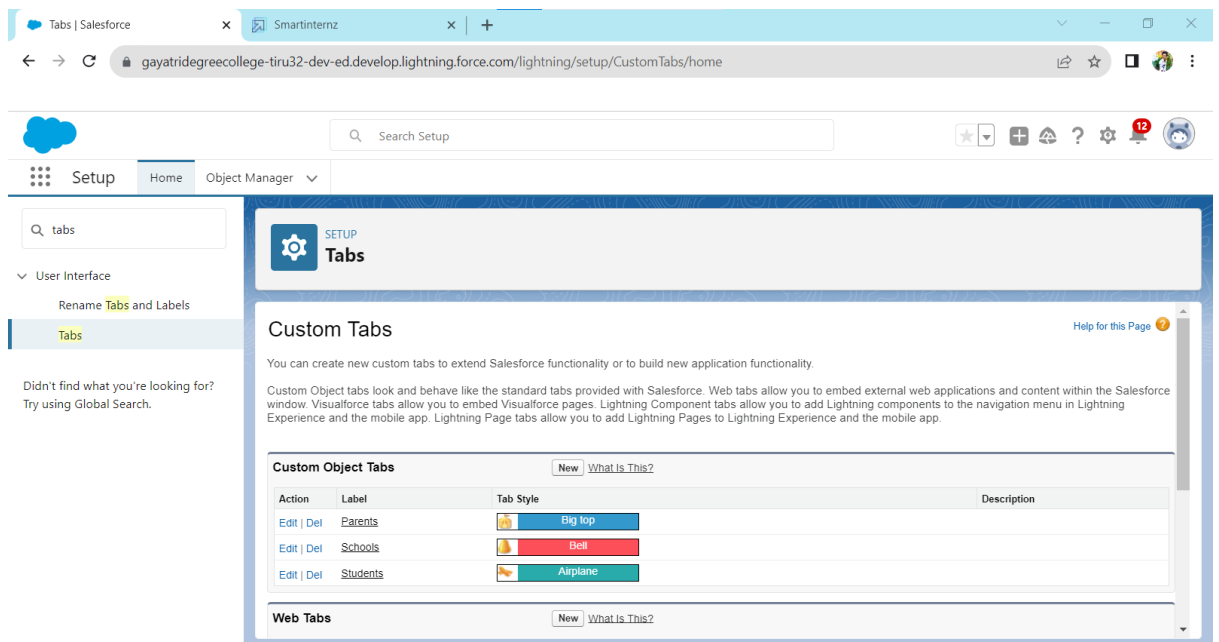 Tabs | Salesforce
Smartinternz
gayatridegreecollege-tiru32-dev-ed.develop.lightning.force.com/lightning/setup/CustomTabs/home
Search Setup
12
Setup
Home
Object Manager
tabs
User Interface
Rename Tabs and Labels
Tabs
Didn't find what you're looking for?
Try using Global Search.
SETUP
Tabs
Custom Tabs
Help for this Page
You can create new custom tabs to extend Salesforce functionality or to build new application functionality.
Custom Object tabs look and behave like the standard tabs provided with Salesforce. Web tabs allow you to embed external web applications and content within the Salesforce
window. Visualforce tabs allow you to embed Visualforce pages. Lightning Component tabs allow you to add Lightning components to the navigation menu in Lightning
Experience and the mobile app. Lightning Page tabs allow you to add Lightning Pages to Lightning Experience and the mobile app.
Custom Object Tabs New What Is This?
Action Label Tab Style Description
Edit | Del Parents Big top
Edit | Del Schools Bell
Edit | Del Students Airplane
Web Tabs New What Is This?